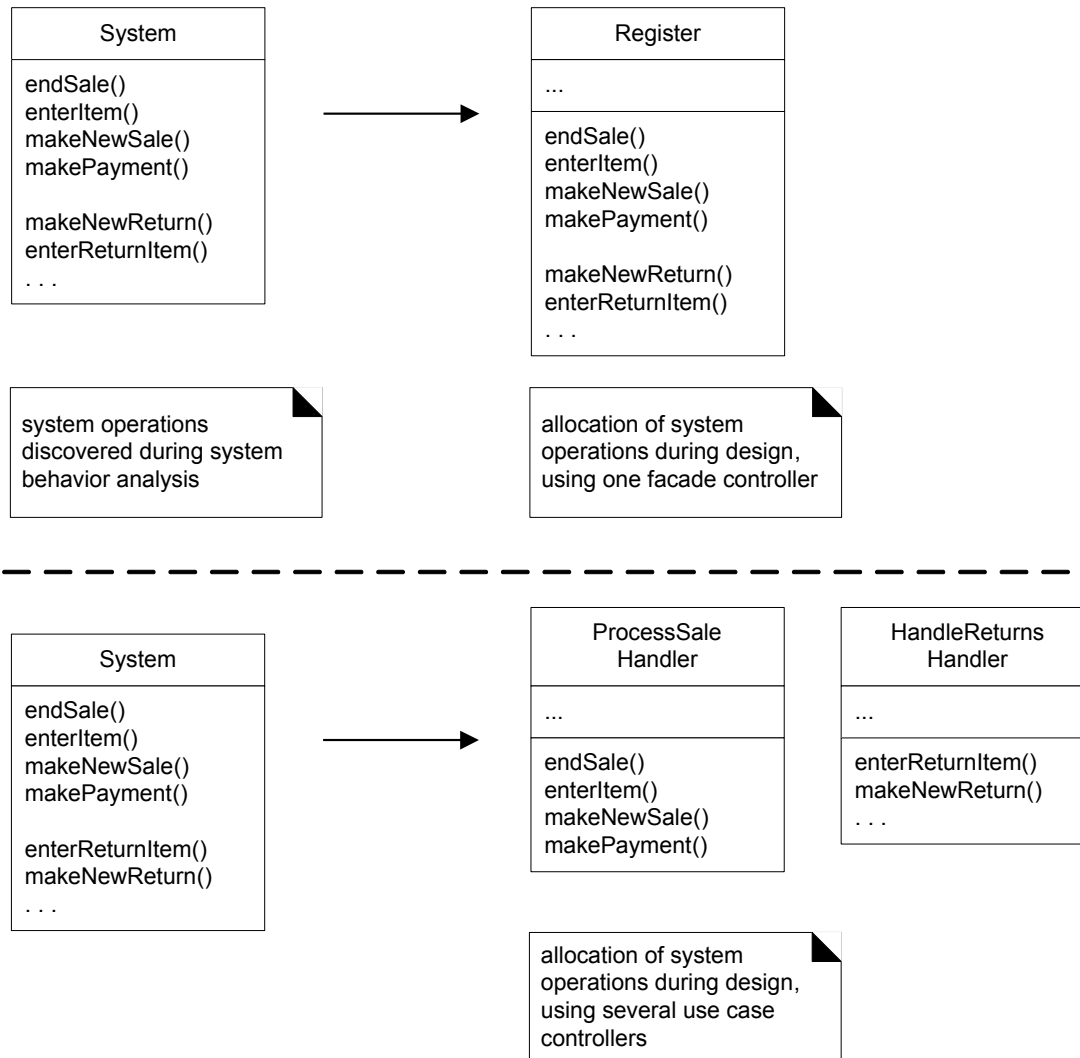 System
endSale()
enterItem()
makeNewSale()
makePayment()
makeNewReturn()
enterReturnItem()
. . .
Register
...
endSale()
enterItem()
makeNewSale()
makePayment()
makeNewReturn()
enterReturnItem()
. . .
system operations
discovered during system
behavior analysis
allocation of system
operations during design,
using one facade controller
System
endSale()
enterItem()
makeNewSale()
makePayment()
enterReturnItem()
makeNewReturn()
. . .
ProcessSale
Handler
...
endSale()
enterItem()
makeNewSale()
makePayment()
HandleReturns
Handler
...
enterReturnItem()
makeNewReturn()
. . .
allocation of system
operations during design,
using several use case
controllers